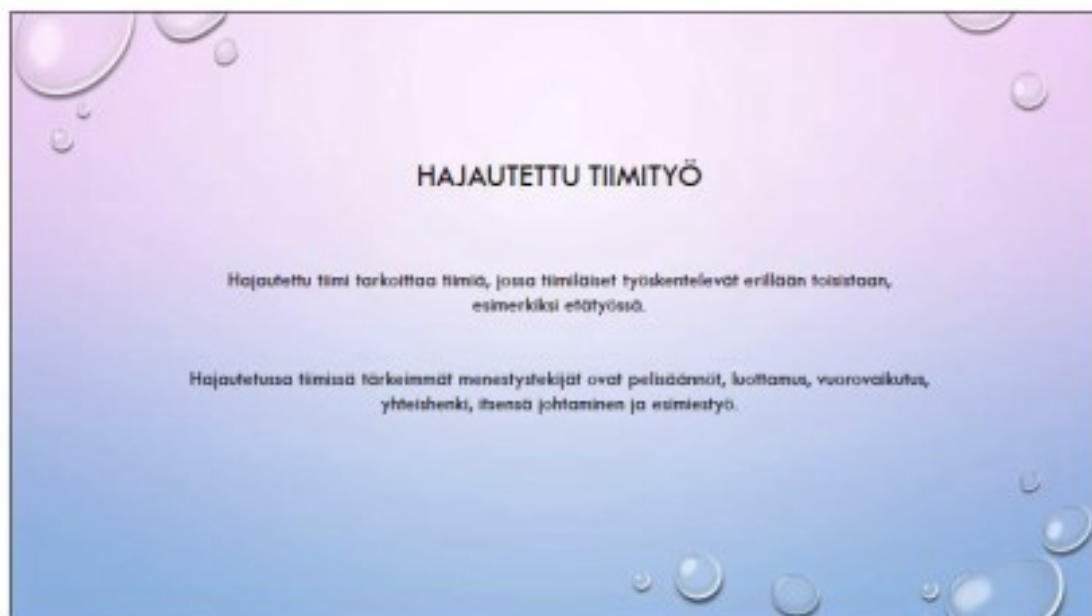 HAJAUTETTU TIIMITYÖ
Hajautettu tiimi tarkoittaa tiimiä, jossa tiimiläiset työskentelevät erillään toisistaan,
esimerkiksi etätyössä.
Hajautetussa tiimissä tärkeimmät menestystekijät ovat pelisäännöt, luottamus, vuorovaikutus,
yhteishenki, itsensä johtaminen ja esimiestyö.